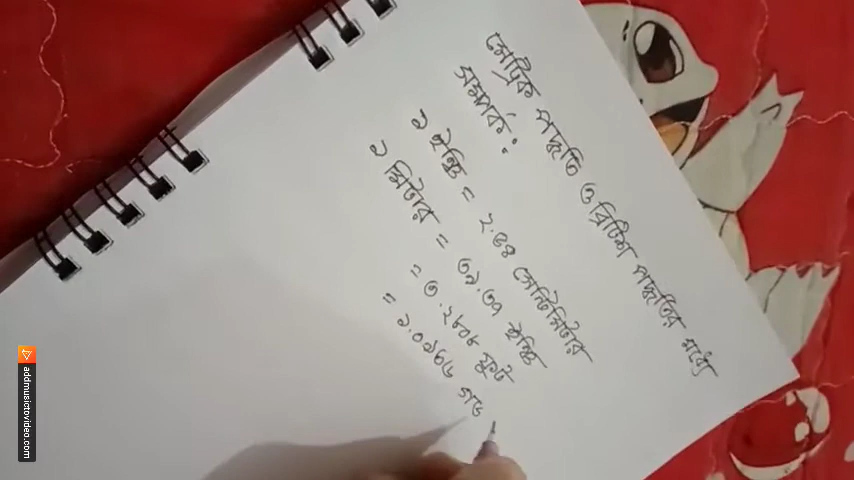 মেট্রিক পদ্ধতি ও ব্রিটিশ পদ্ধতির মধ্যে
সম্পর্ক:
১ ইঞ্চি = ২.৫৪ সেন্টিমিটার
১ মিটার = ৩৯.৩৭ ইঞ্চি
= ৩.২৮০৮ ফুট
= ১.০৯৩৬ গজ
addmusictovideo.com